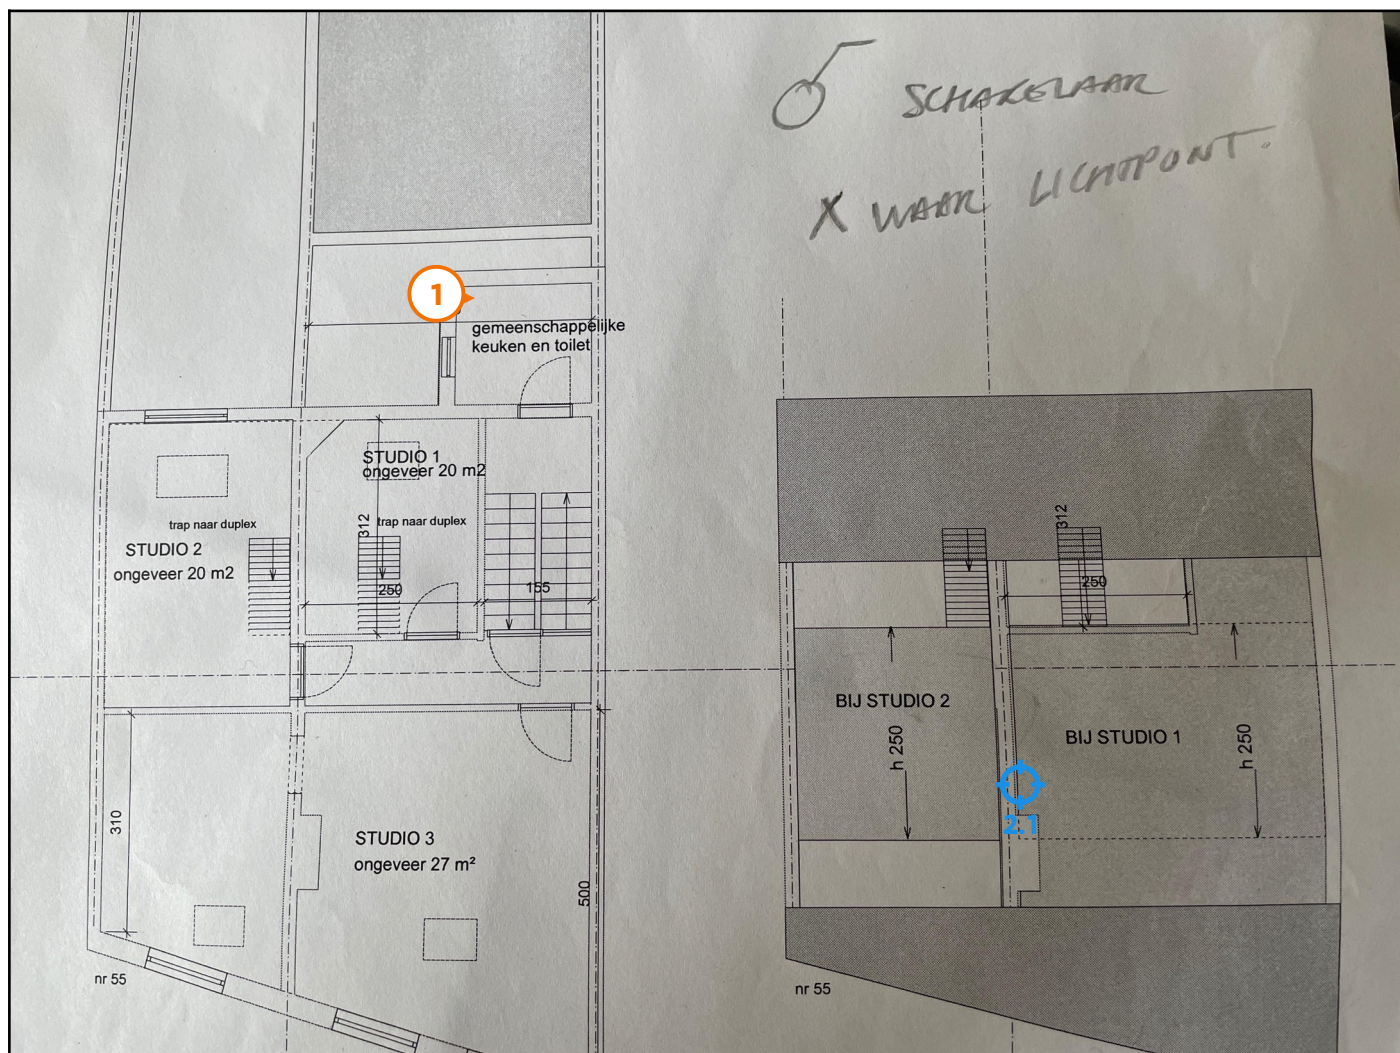 SCHAKELAAR
X WAAR LICHTPONT.
1
gemeenschappelijke
keuken en toilet
STUDIO 1
ongeveer 20 m2
312
trap naar duplex
trap naar duplex
STUDIO 2
ongeveer 20 m2
250
155
312
250
BIJ STUDIO 2
h 250
BIJ STUDIO 1
h 250
2.1
310
STUDIO 3
ongeveer 27 m²
500
nr 55
nr 55